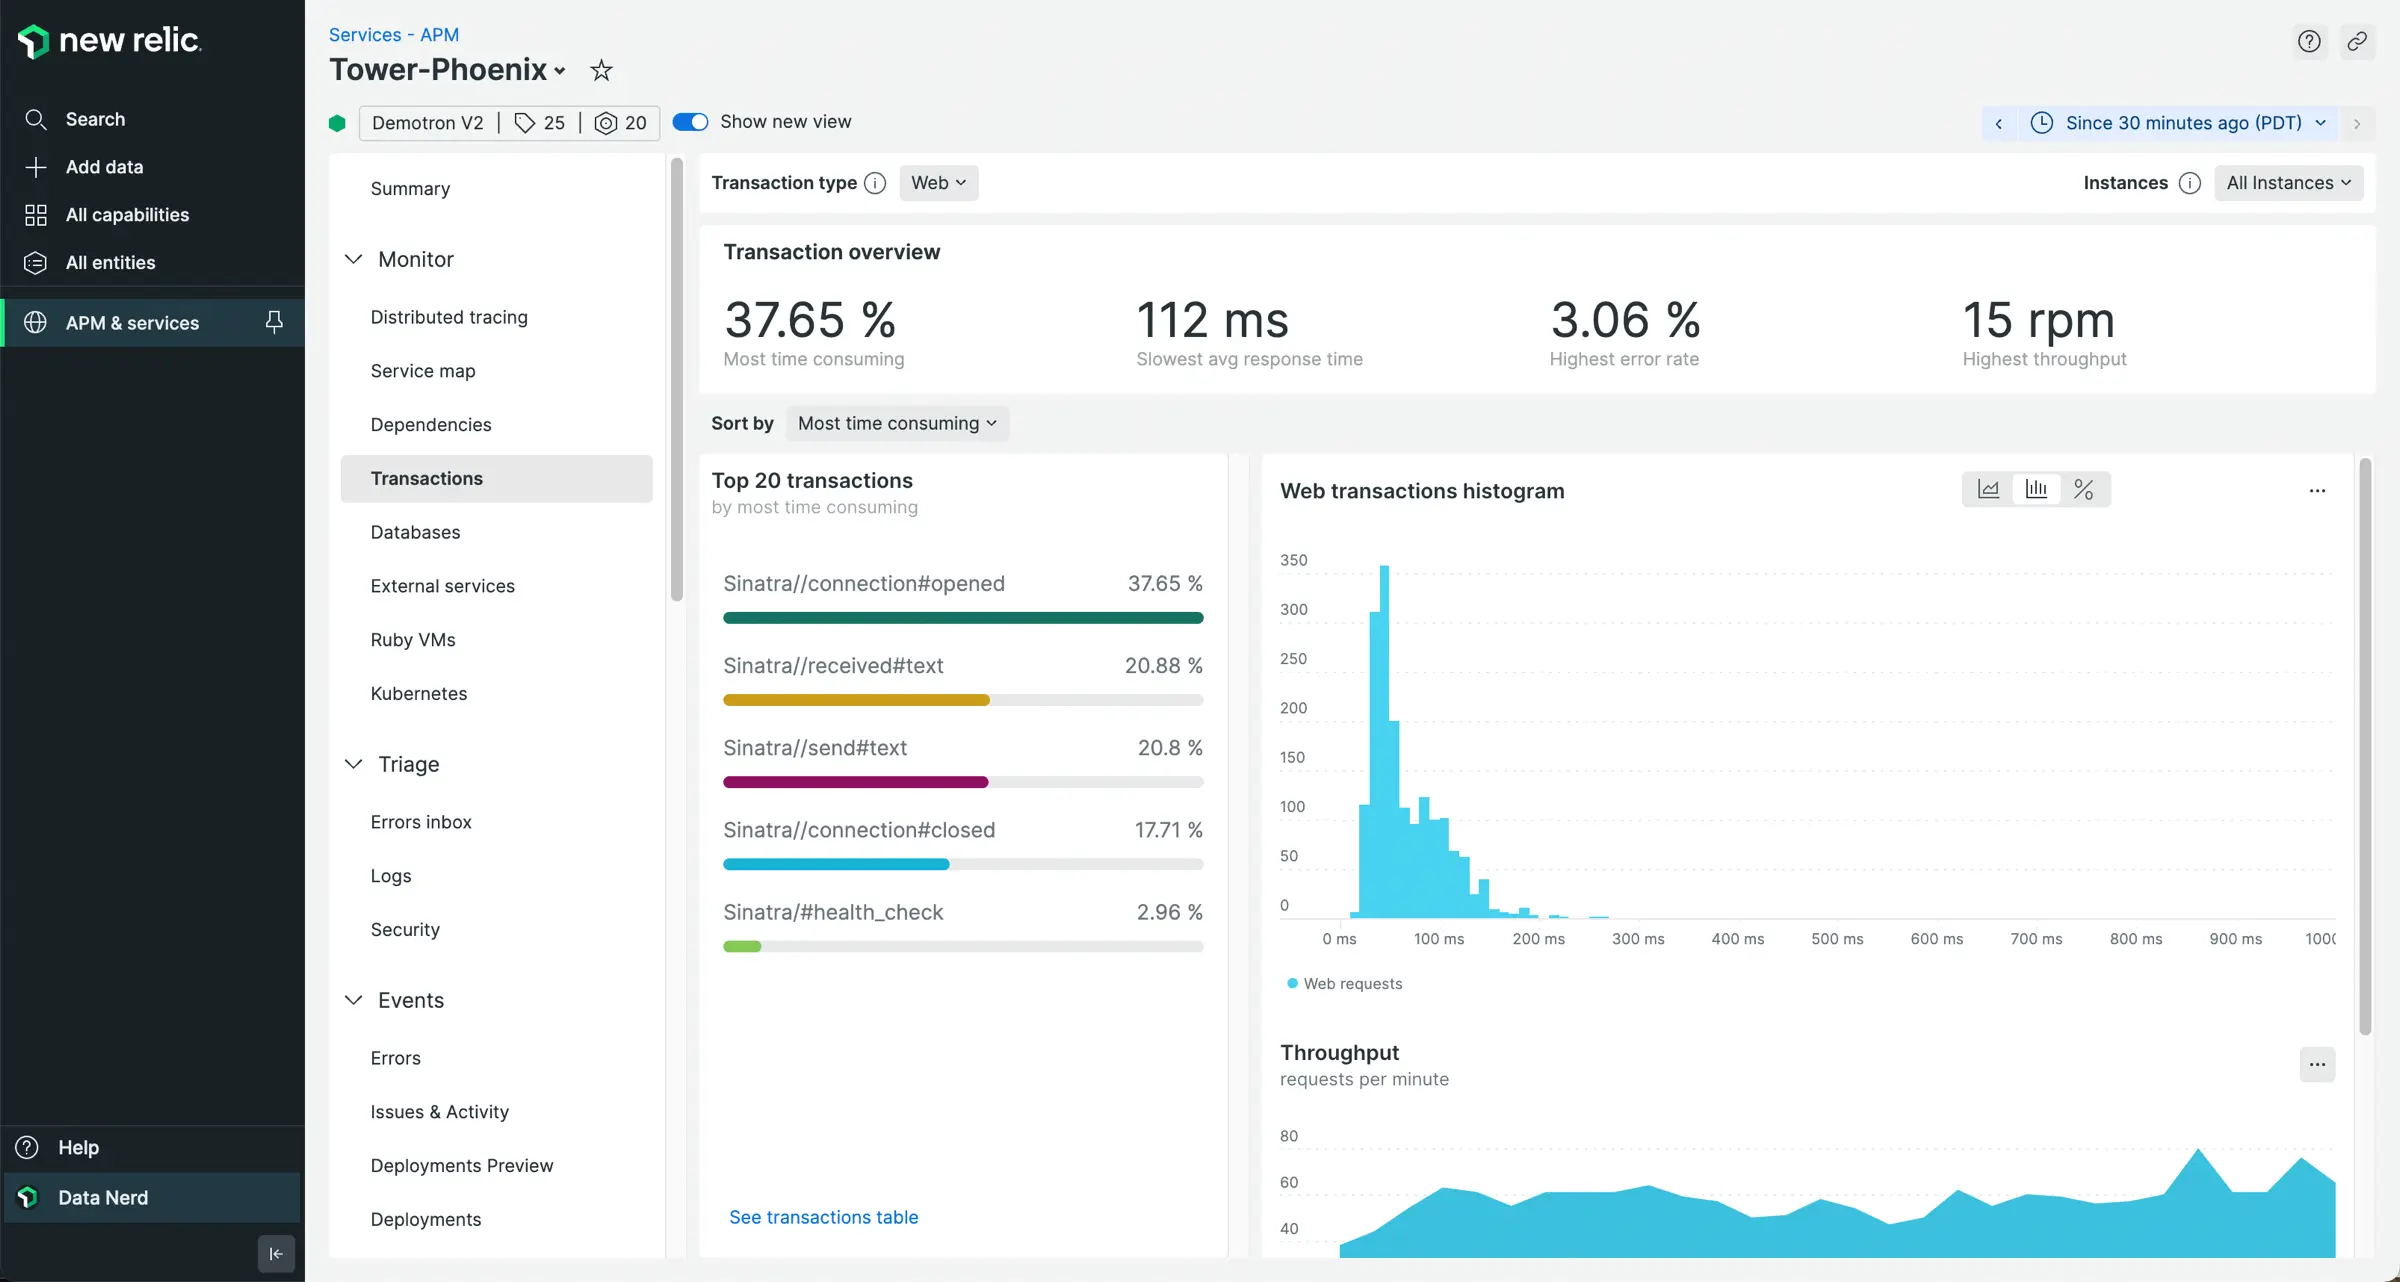 new relic.
Search
Add data
All capabilities
All entities
APM & services
Help
Data Nerd
Services - APM
Tower-Phoenix
Demotron V2 | 25 | 20
Show new view
Since 30 minutes ago (PDT)
Summary
Monitor
Distributed tracing
Service map
Dependencies
Transactions
Databases
External services
Ruby VMs
Kubernetes
Triage
Errors inbox
Logs
Security
Events
Errors
Issues & Activity
Deployments Preview
Deployments
Transaction type Web
Instances All Instances
Transaction overview
37.65 % 112 ms 3.06 % 15 rpm
Most time consuming Slowest avg response time Highest error rate Highest throughput
Sort by Most time consuming
Top 20 transactions
by most time consuming
Sinatra//connection#opened 37.65 %
Sinatra//received#text 20.88 %
Sinatra//send#text 20.8 %
Sinatra//connection#closed 17.71 %
Sinatra/#health_check 2.96 %
See transactions table
Web transactions histogram
350
300
250
200
150
100
50
0
0 ms 100 ms 200 ms 300 ms 400 ms 500 ms 600 ms 700 ms 800 ms 900 ms 1000
Web requests
Throughput
requests per minute
80
60
40